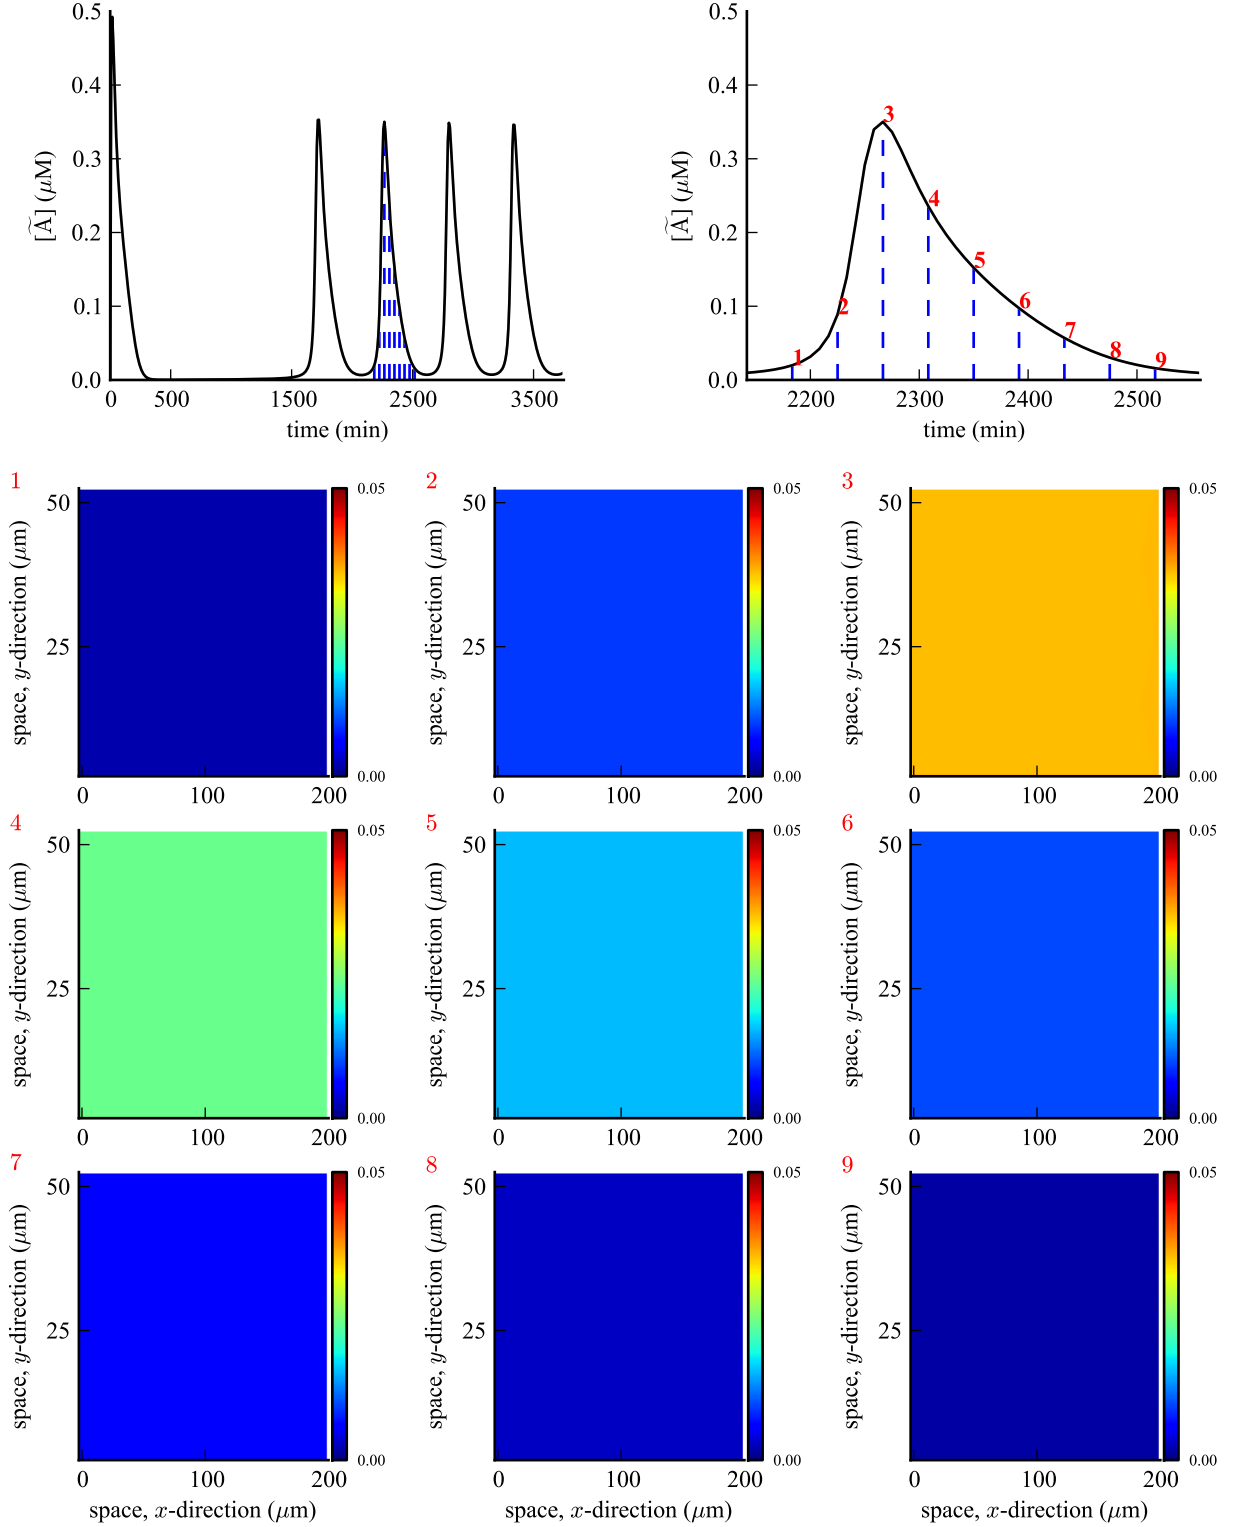 0.5
0.4
0.3
0.2
0.1
0.0
[Ã] (μM)
0 500 1500 2500 3500
time (min)
0.5
0.4
0.3
0.2
0.1
0.0
[Ã] (μM)
1 2 3 4 5 6 7 8 9
2200 2300 2400 2500
time (min)
1
50
25
space, y-direction (μm)
0 100 200
0.05
0.00
2
50
25
space, y-direction (μm)
0 100 200
0.05
0.00
3
50
25
space, y-direction (μm)
0 100 200
0.05
0.00
4
50
25
space, y-direction (μm)
0 100 200
0.05
0.00
5
50
25
space, y-direction (μm)
0 100 200
0.05
0.00
6
50
25
space, y-direction (μm)
0 100 200
0.05
0.00
7
50
25
space, y-direction (μm)
0 100 200
space, x-direction (μm)
0.05
0.00
8
50
25
space, y-direction (μm)
0 100 200
space, x-direction (μm)
0.05
0.00
9
50
25
space, y-direction (μm)
0 100 200
space, x-direction (μm)
0.05
0.00